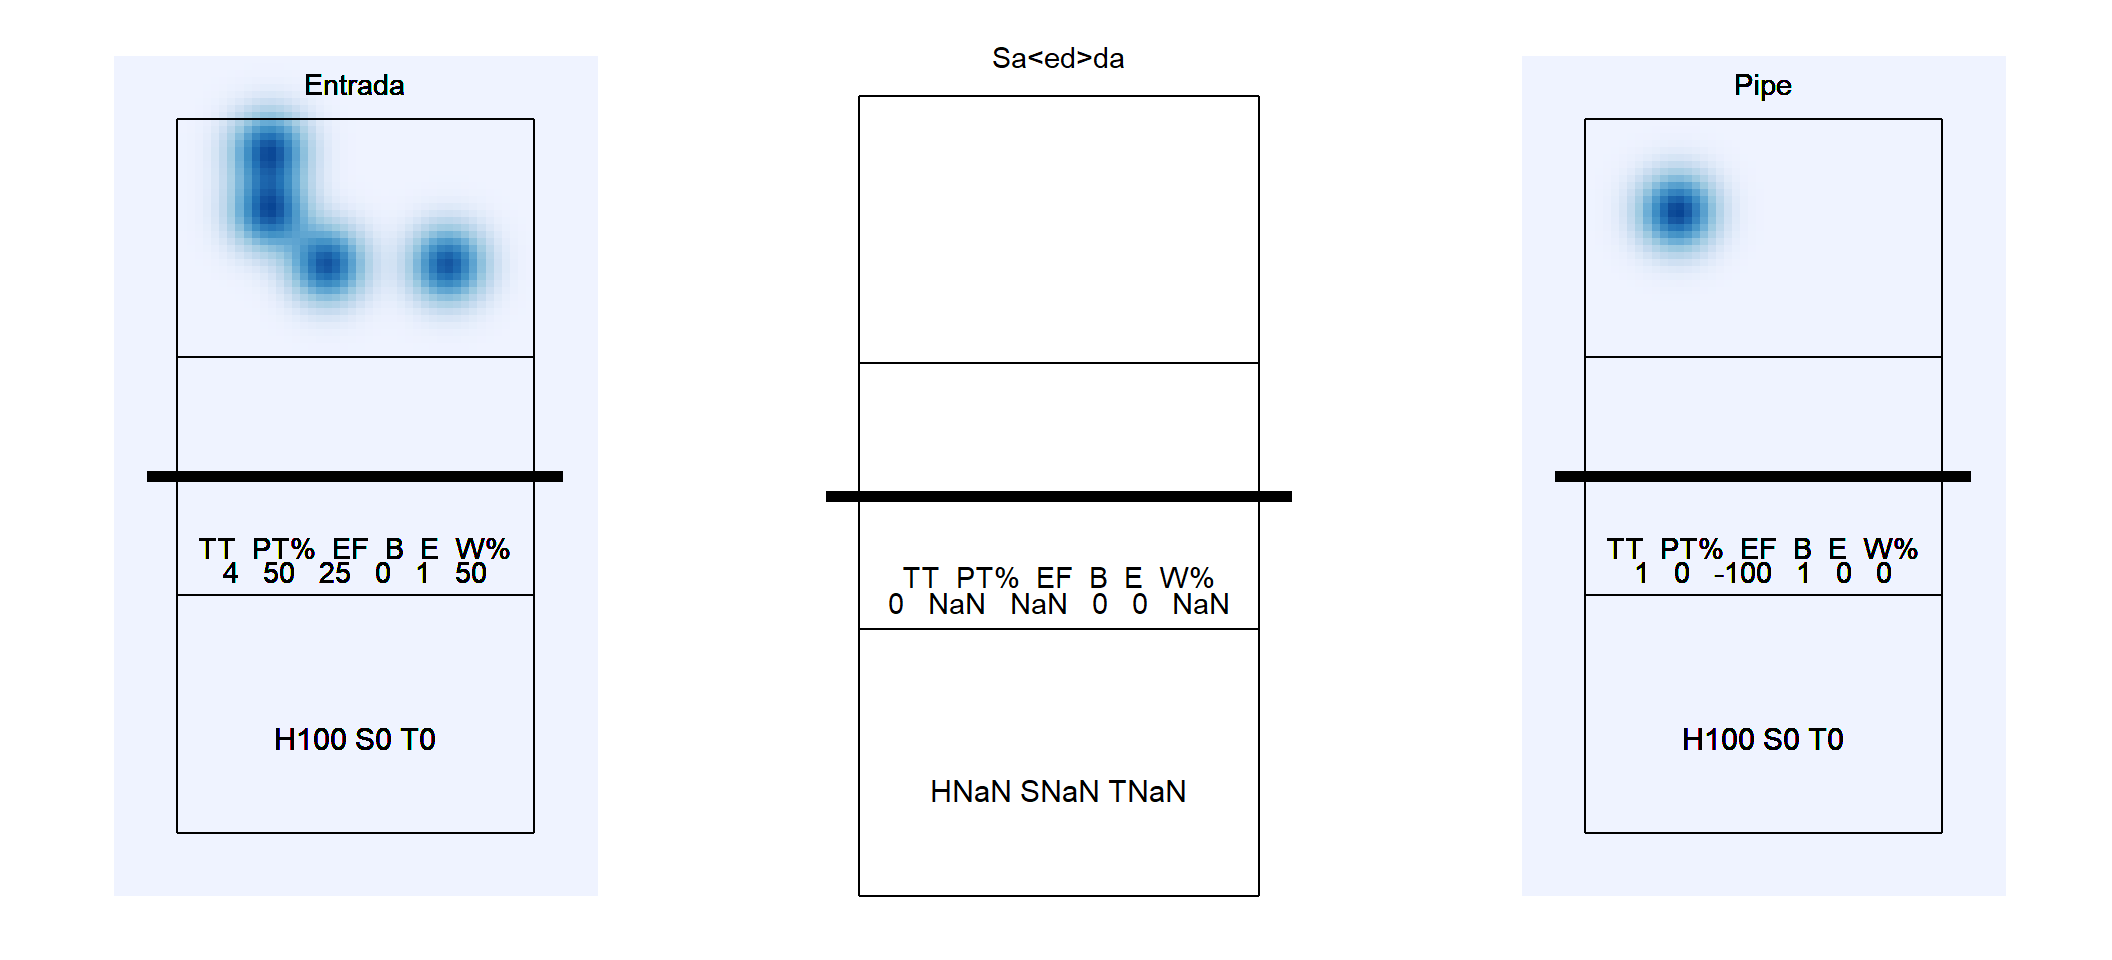 Entrada
TT PT% EF B E W%
4 50 25 0 1 50
H100 S0 T0
Sa<ed>da
TT PT% EF B E W%
0 NaN NaN 0 0 NaN
HNaN SNaN TNaN
Pipe
TT PT% EF B E W%
1 0 -100 1 0 0
H100 S0 T0